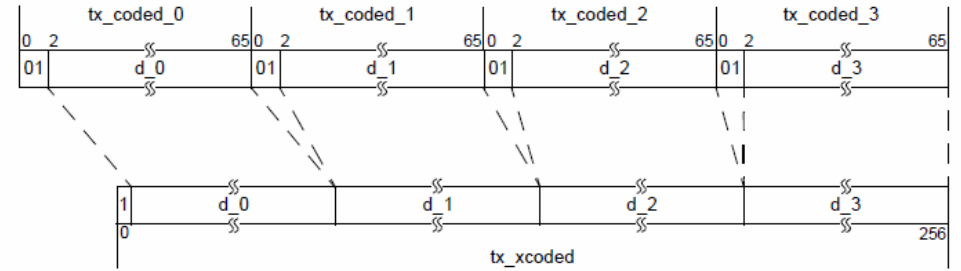 tx_coded_0 tx_coded_1 tx_coded_2 tx_coded_3
0 2 65 0 2 65 0 2 65 0 2 65
01 d_0 01 d_1 01 d_2 01 d_3
1 d_0 d_1 d_2 d_3
0 256
tx_xcoded